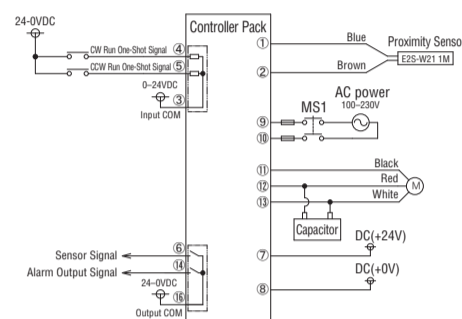 24-0VDC
Controller Pack
CW Run One-Shot Signal ④
CCW Run One-Shot Signal ⑤
0–24VDC
③
Input COM
①
Blue
Proximity Senso
E2S-W21 1M
②
Brown
AC power
100–230V
MS1
⑨
⑩
⑪
Black
⑫
Red
M
⑬
White
Capacitor
Sensor Signal ⑥
Alarm Output Signal ⑭
24–0VDC
⑯
Output COM
⑦
DC(+24V)
⑧
DC(+0V)